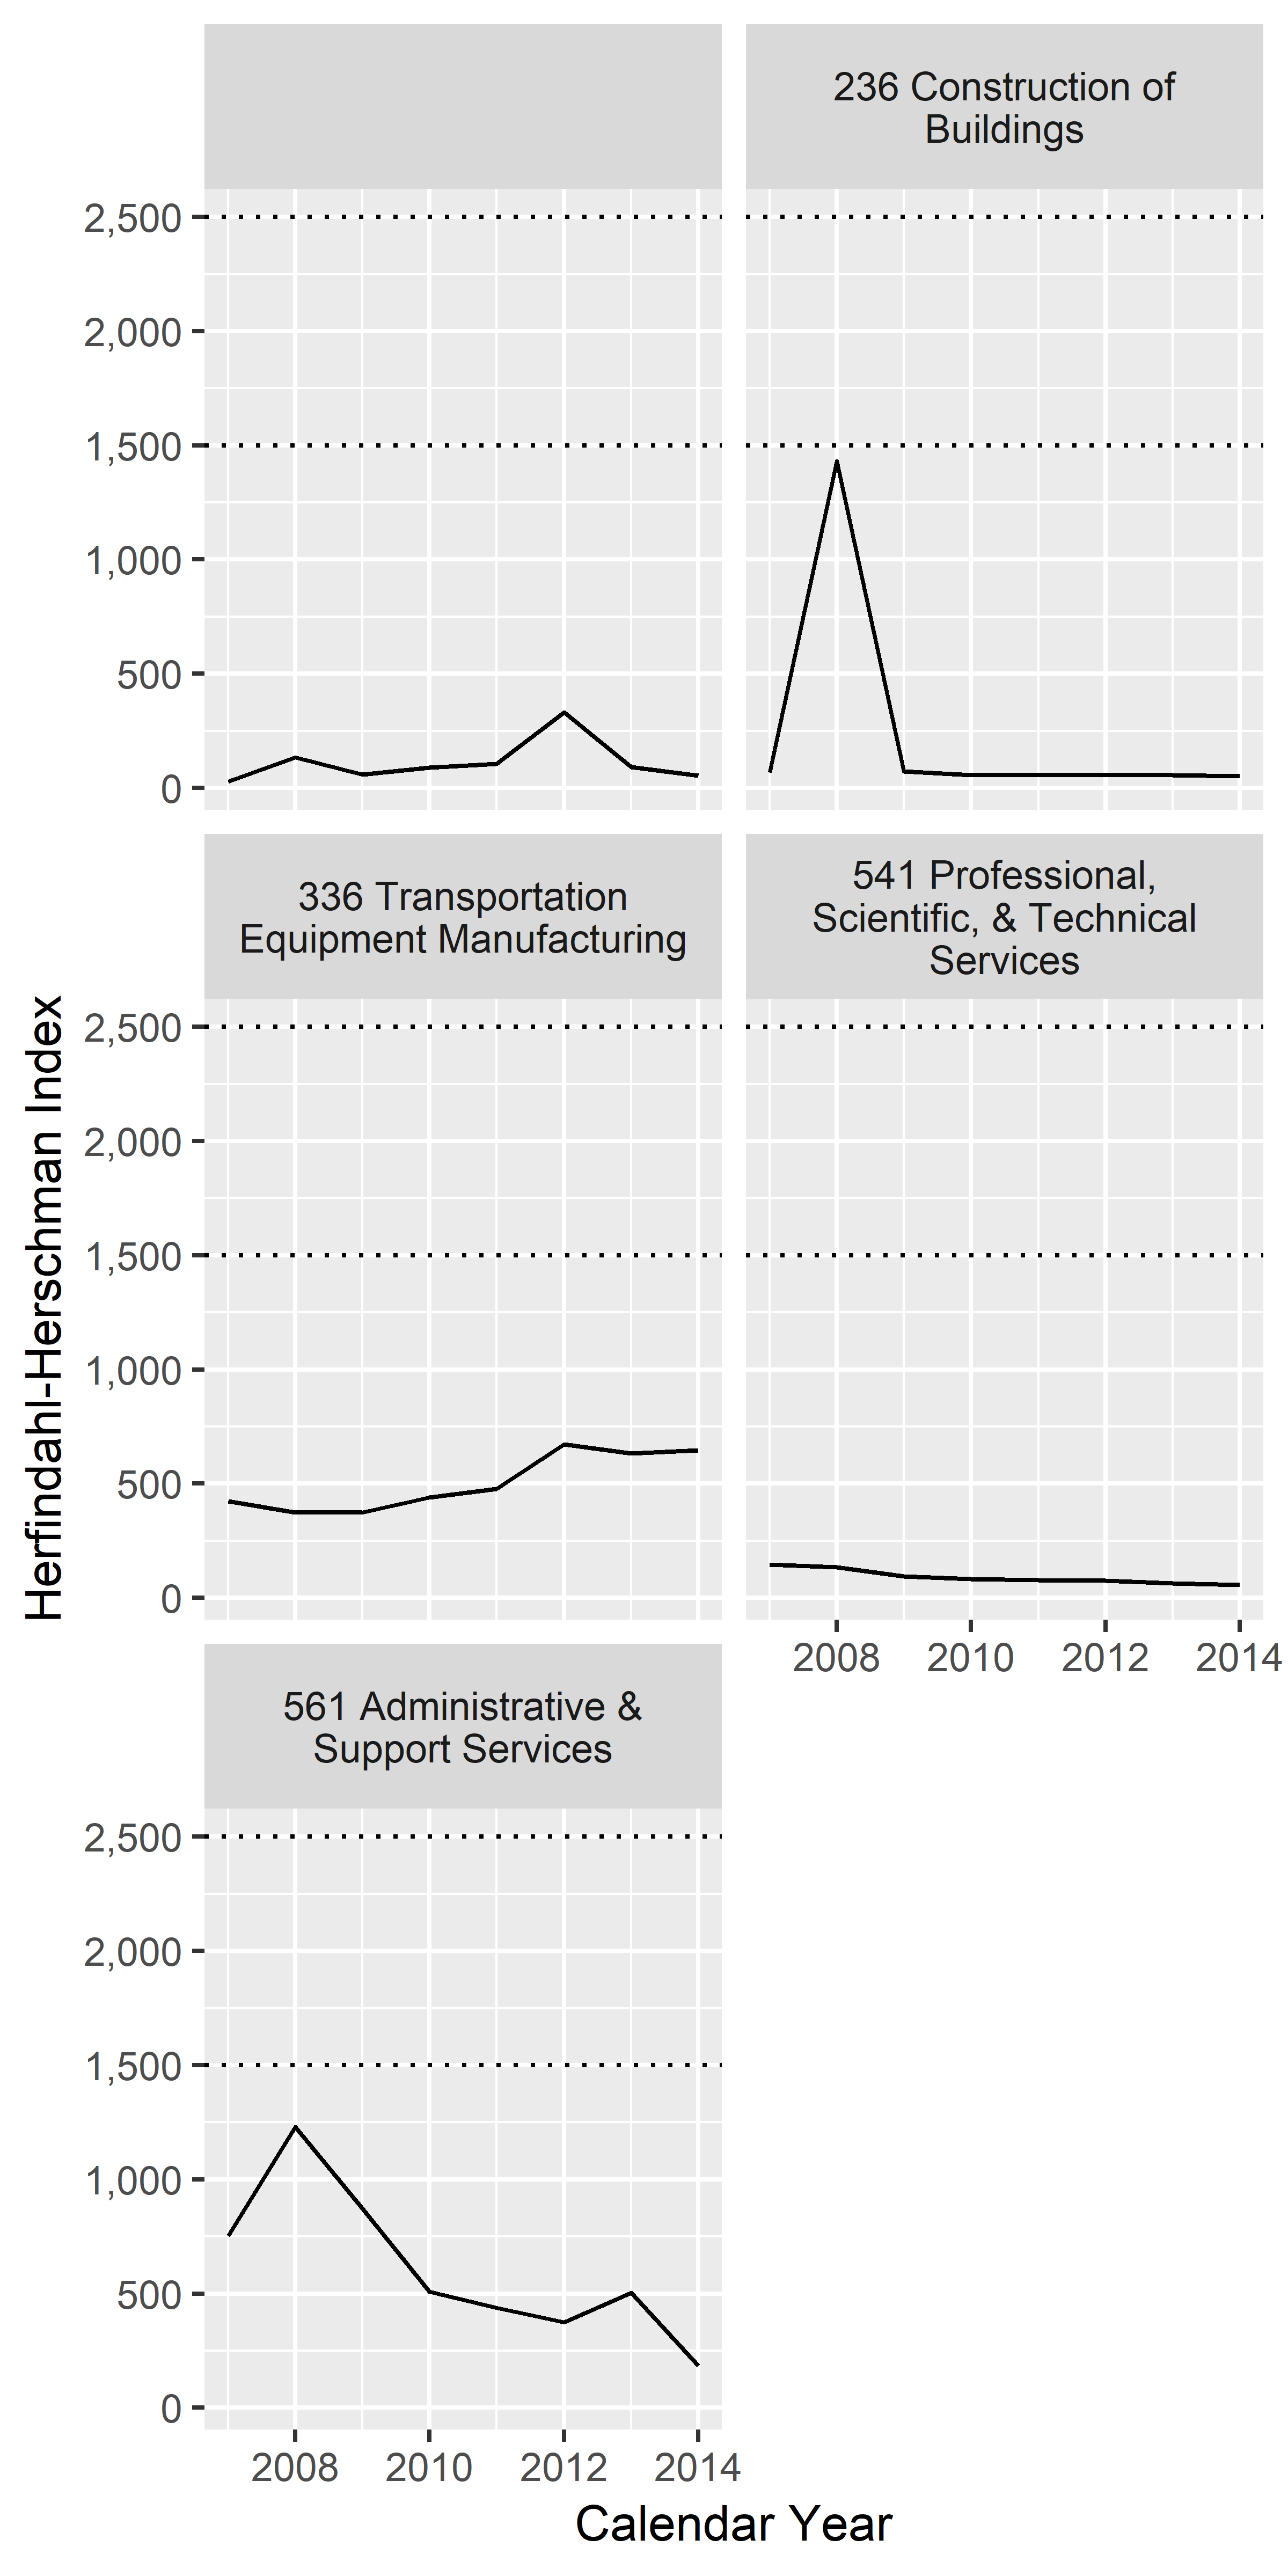 236 Construction of
Buildings
2,500
2,000
1,500
1,000
500
0
336 Transportation
Equipment Manufacturing
541 Professional,
Scientific, & Technical
Services
2,500
2,000
1,500
1,000
500
0
2008 2010 2012 2014
561 Administrative &
Support Services
2,500
2,000
1,500
1,000
500
0
2008 2010 2012 2014
Calendar Year
Herfindahl-Herschman Index